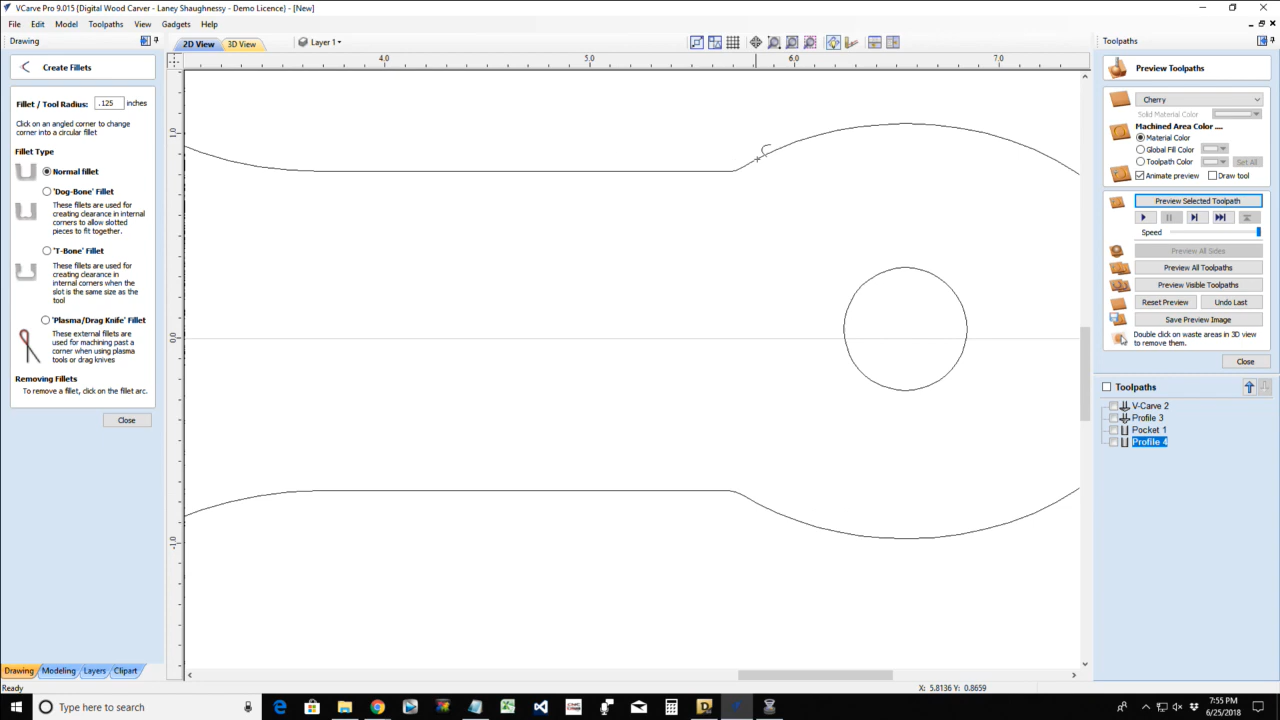 VCarve Pro 9.015 {Digital Wood Carver - Laney Shaughnessy - Demo Licence} - [New]
File Edit Model Toolpaths View Gadgets Help
Drawing
2D View 3D View Layer 1
Toolpaths
Create Fillets
Fillet / Tool Radius: .125 inches
Click on an angled corner to change
corner into a circular fillet
Fillet Type
Normal fillet
'Dog-Bone' Fillet
These fillets are used for
creating clearance in internal
corners to allow slotted
pieces to fit together.
'T-Bone' Fillet
These fillets are used for
creating clearance in
internal corners when the
slot is the same size as the
tool
'Plasma/Drag Knife' Fillet
These external fillets are
used for machining past a
corner when using plasma
tools or drag knives
Removing Fillets
To remove a fillet, click on the fillet arc.
Close
4.0 5.0 6.0 7.0
1.0
0.0
-1.0
Preview Toolpaths
Cherry
Solid Material Color
Machined Area Color ....
Material Color
Global Fill Color
Toolpath Color Set All
Animate preview Draw tool
Preview Selected Toolpath
Speed
Preview All Sides
Preview All Toolpaths
Preview Visible Toolpaths
Reset Preview Undo Last
Save Preview Image
Double click on waste areas in 3D view
to remove them.
Close
Toolpaths
V-Carve 2
Profile 3
Pocket 1
Profile 4
Drawing Modeling Layers Clipart
Ready
X: 5.8136 Y: 0.8659
Type here to search
7:55 PM
6/25/2018